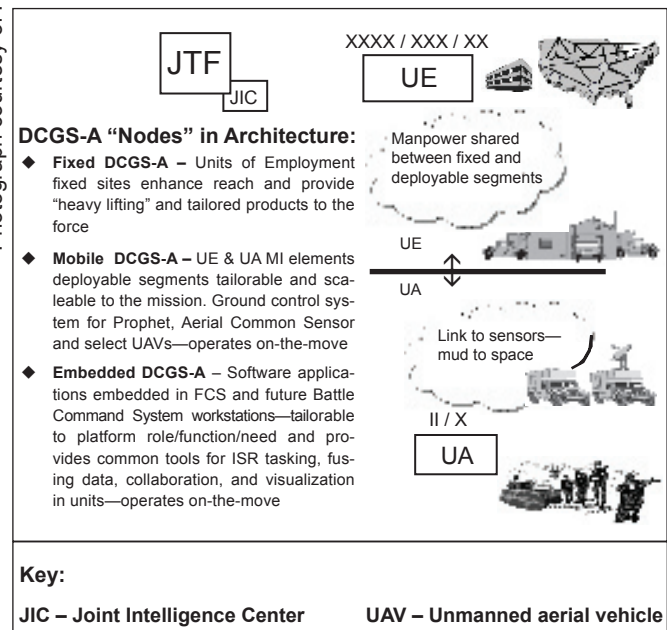 Photograph courtesy of
JTF
JIC
XXXX / XXX / XX
UE
DCGS-A “Nodes” in Architecture:
◆ Fixed DCGS-A – Units of Employment
fixed sites enhance reach and provide
“heavy lifting” and tailored products to the
force
◆ Mobile DCGS-A – UE & UA MI elements
deployable segments tailorable and sca-
leable to the mission. Ground control sys-
tem for Prophet, Aerial Common Sensor
and select UAVs—operates on-the-move
◆ Embedded DCGS-A – Software applica-
tions embedded in FCS and future Battle
Command System workstations—tailorable
to platform role/function/need and pro-
vides common tools for ISR tasking, fus-
ing data, collaboration, and visualization
in units—operates on-the-move
Manpower shared
between fixed and
deployable segments
UE
UA
Link to sensors—
mud to space
II / X
UA
Key:
JIC – Joint Intelligence Center UAV – Unmanned aerial vehicle